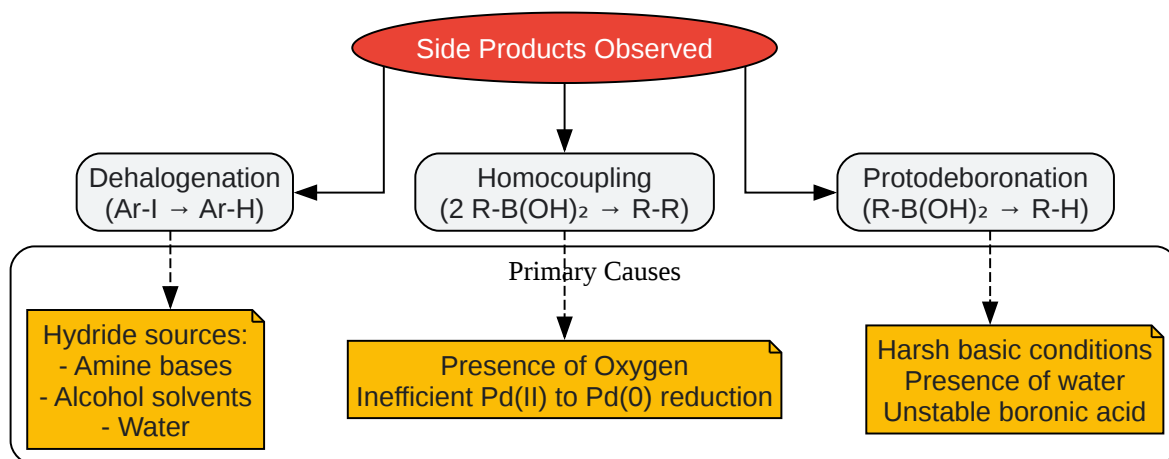 Side Products Observed
Dehalogenation
(Ar-I → Ar-H)
Homocoupling
(2 R-B(OH)₂ → R-R)
Protodeboronation
(R-B(OH)₂ → R-H)
Primary Causes
Hydride sources:
- Amine bases
- Alcohol solvents
- Water
Presence of Oxygen
Inefficient Pd(II) to Pd(0) reduction
Harsh basic conditions
Presence of water
Unstable boronic acid